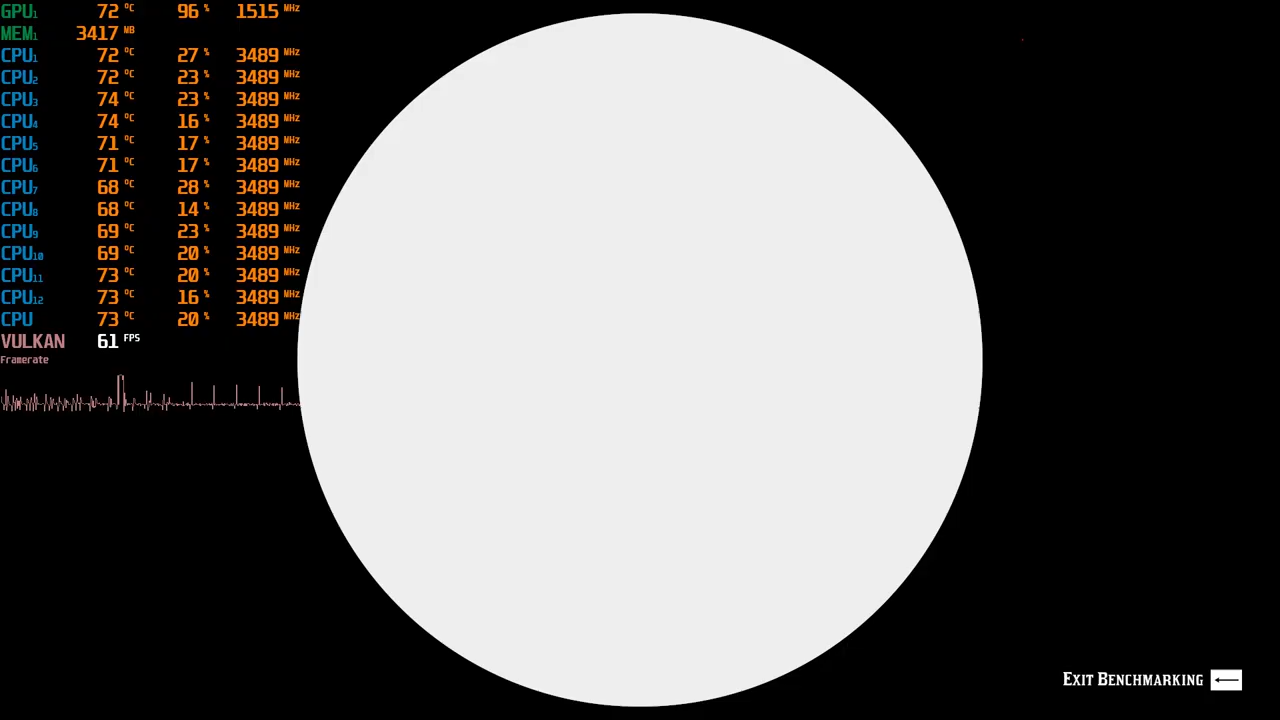 GPU1 72 °C 96 % 1515 MHz
MEM1 3417 MB
CPU1 72 °C 27 % 3489 MHz
CPU2 72 °C 23 % 3489 MHz
CPU3 74 °C 23 % 3489 MHz
CPU4 74 °C 16 % 3489 MHz
CPU5 71 °C 17 % 3489 MHz
CPU6 71 °C 17 % 3489 MHz
CPU7 68 °C 28 % 3489 MHz
CPU8 68 °C 14 % 3489 MHz
CPU9 69 °C 23 % 3489 MHz
CPU10 69 °C 20 % 3489 MHz
CPU11 73 °C 20 % 3489 MHz
CPU12 73 °C 16 % 3489 MHz
CPU 73 °C 20 % 3489 MHz
VULKAN 61 FPS
Framerate
Exit Benchmarking